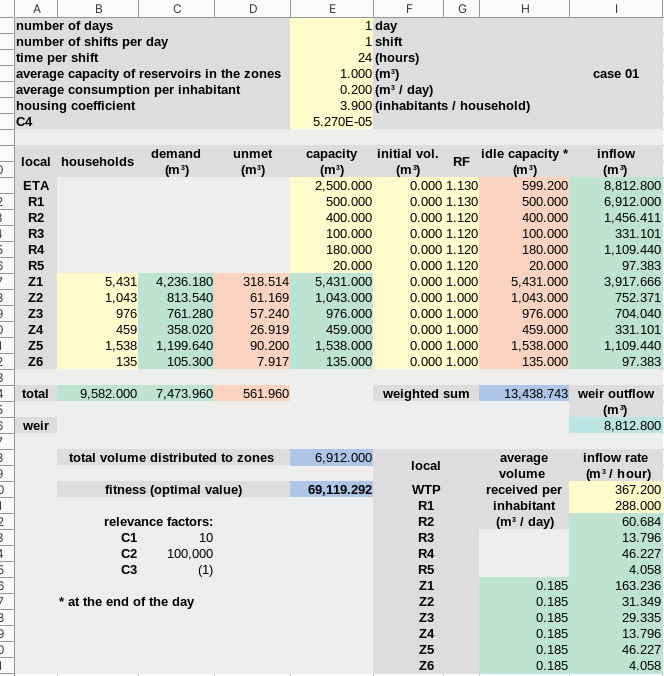 A B C D E F G H I
number of days 1 day
number of shifts per day 1 shift
time per shift 24 (hours)
average capacity of reservoirs in the zones 1.000 (m³) case 01
average consumption per inhabitant 0.200 (m³ / day)
housing coefficient 3.900 (inhabitants / household)
C4 5.270E-05
local households demand (m³) unmet (m³) capacity (m³) initial vol. (m³) RF idle capacity * (m³) inflow (m³)
ETA 2,500.000 0.000 1.130 599.200 8,812.800
R1 500.000 0.000 1.130 500.000 6,912.000
R2 400.000 0.000 1.120 400.000 1,456.411
R3 100.000 0.000 1.120 100.000 331.101
R4 180.000 0.000 1.120 180.000 1,109.440
R5 20.000 0.000 1.120 20.000 97.383
Z1 5,431 4,236.180 318.514 5,431.000 0.000 1.000 5,431.000 3,917.666
Z2 1,043 813.540 61.169 1,043.000 0.000 1.000 1,043.000 752.371
Z3 976 761.280 57.240 976.000 0.000 1.000 976.000 704.040
Z4 459 358.020 26.919 459.000 0.000 1.000 459.000 331.101
Z5 1,538 1,199.640 90.200 1,538.000 0.000 1.000 1,538.000 1,109.440
Z6 135 105.300 7.917 135.000 0.000 1.000 135.000 97.383
total 9,582.000 7,473.960 561.960 weighted sum 13,438.743 weir outflow
(m³)
weir 8,812.800
total volume distributed to zones 6,912.000 local average volume received per inhabitant (m³ / day) inflow rate (m³ / hour)
fitness (optimal value) 69,119.292 WTP 367.200
R1 288.000
relevance factors: R2 60.684
C1 10 R3 13.796
C2 100,000 R4 46.227
C3 (1) R5 4.058
Z1 0.185 163.236
* at the end of the day Z2 0.185 31.349
Z3 0.185 29.335
Z4 0.185 13.796
Z5 0.185 46.227
Z6 0.185 4.058